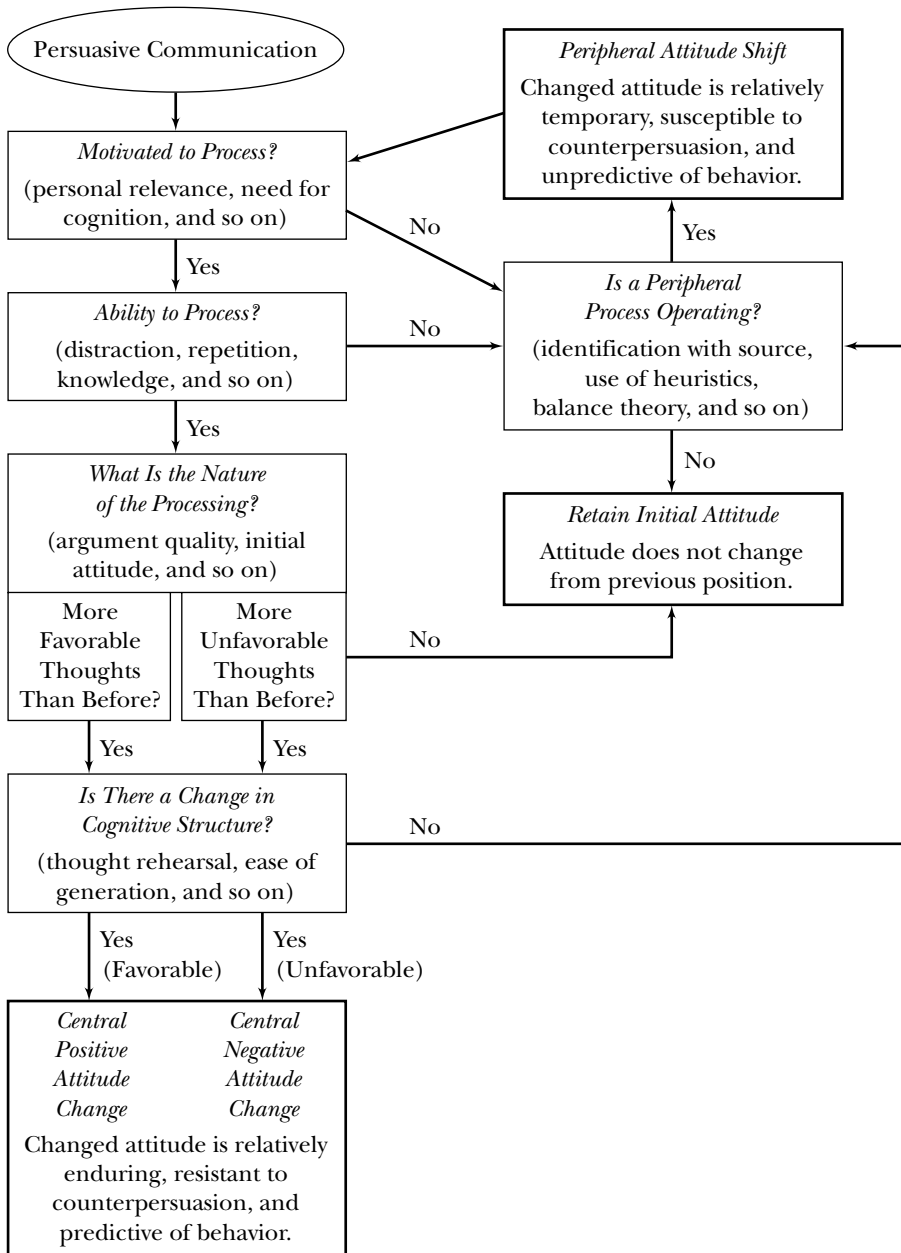 Persuasive Communication
Motivated to Process?
(personal relevance, need for
cognition, and so on)
Yes
No
Peripheral Attitude Shift
Changed attitude is relatively
temporary, susceptible to
counterpersuasion, and
unpredictive of behavior.
Yes
Ability to Process?
(distraction, repetition,
knowledge, and so on)
No
Yes
Is a Peripheral
Process Operating?
(identification with source,
use of heuristics,
balance theory, and so on)
No
What Is the Nature
of the Processing?
(argument quality, initial
attitude, and so on)
More
Favorable
Thoughts
Than Before?
More
Unfavorable
Thoughts
Than Before?
No
Retain Initial Attitude
Attitude does not change
from previous position.
Yes
Yes
Is There a Change in
Cognitive Structure?
(thought rehearsal, ease of
generation, and so on)
No
Yes
(Favorable)
Yes
(Unfavorable)
Central
Positive
Attitude
Change
Central
Negative
Attitude
Change
Changed attitude is relatively
enduring, resistant to
counterpersuasion, and
predictive of behavior.